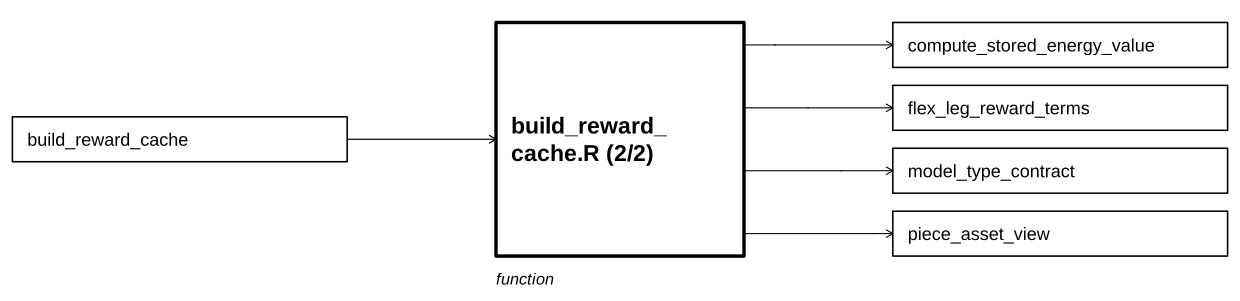 build_reward_cache
build_reward_
cache.R (2/2)
function
compute_stored_energy_value
flex_leg_reward_terms
model_type_contract
piece_asset_view